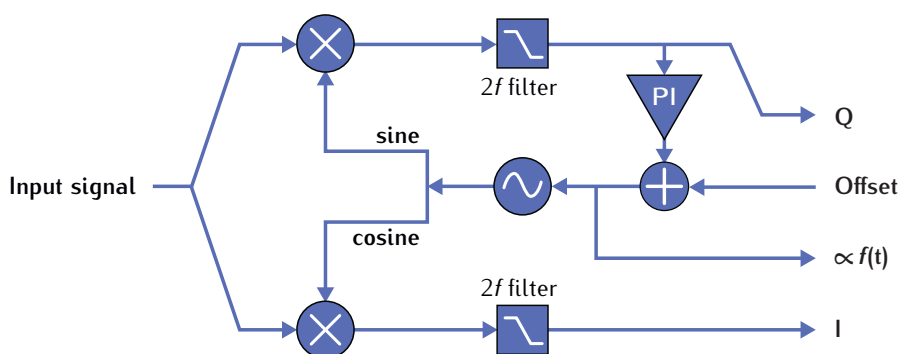 2f filter
PI
Q
sine
Input signal
Offset
cosine
∝ f(t)
2f filter
I